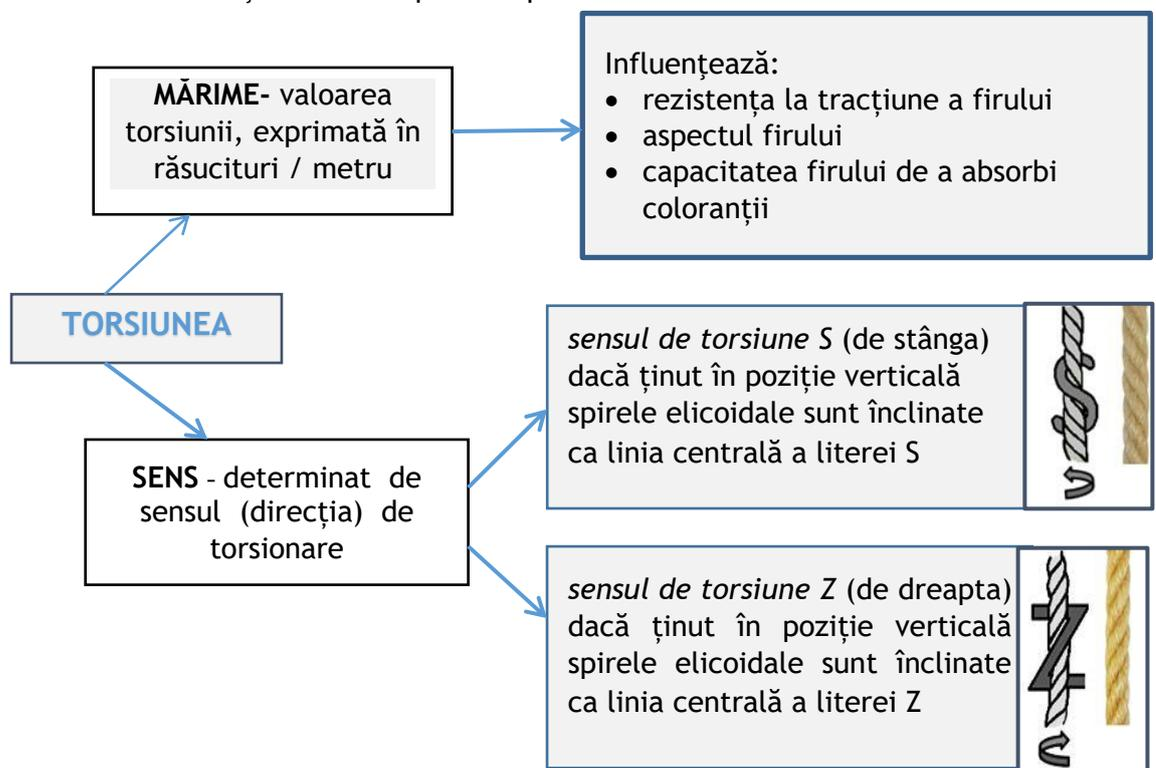 MĂRIME- valoarea
torsiunii, exprimată în
răsucituri / metru
Influențează:
• rezistența la tracțiune a firului
• aspectul firului
• capacitatea firului de a absorbi
coloranții
TORSIUNEA
sensul de torsiune S (de stânga)
dacă ținut în poziție verticală
spirele elicoidale sunt înclinate
ca linia centrală a literei S
S
SENS - determinat de
sensul (direcția) de
torsionare
sensul de torsiune Z (de dreapta)
dacă ținut în poziție verticală
spirele elicoidale sunt înclinate
ca linia centrală a literei Z
Z